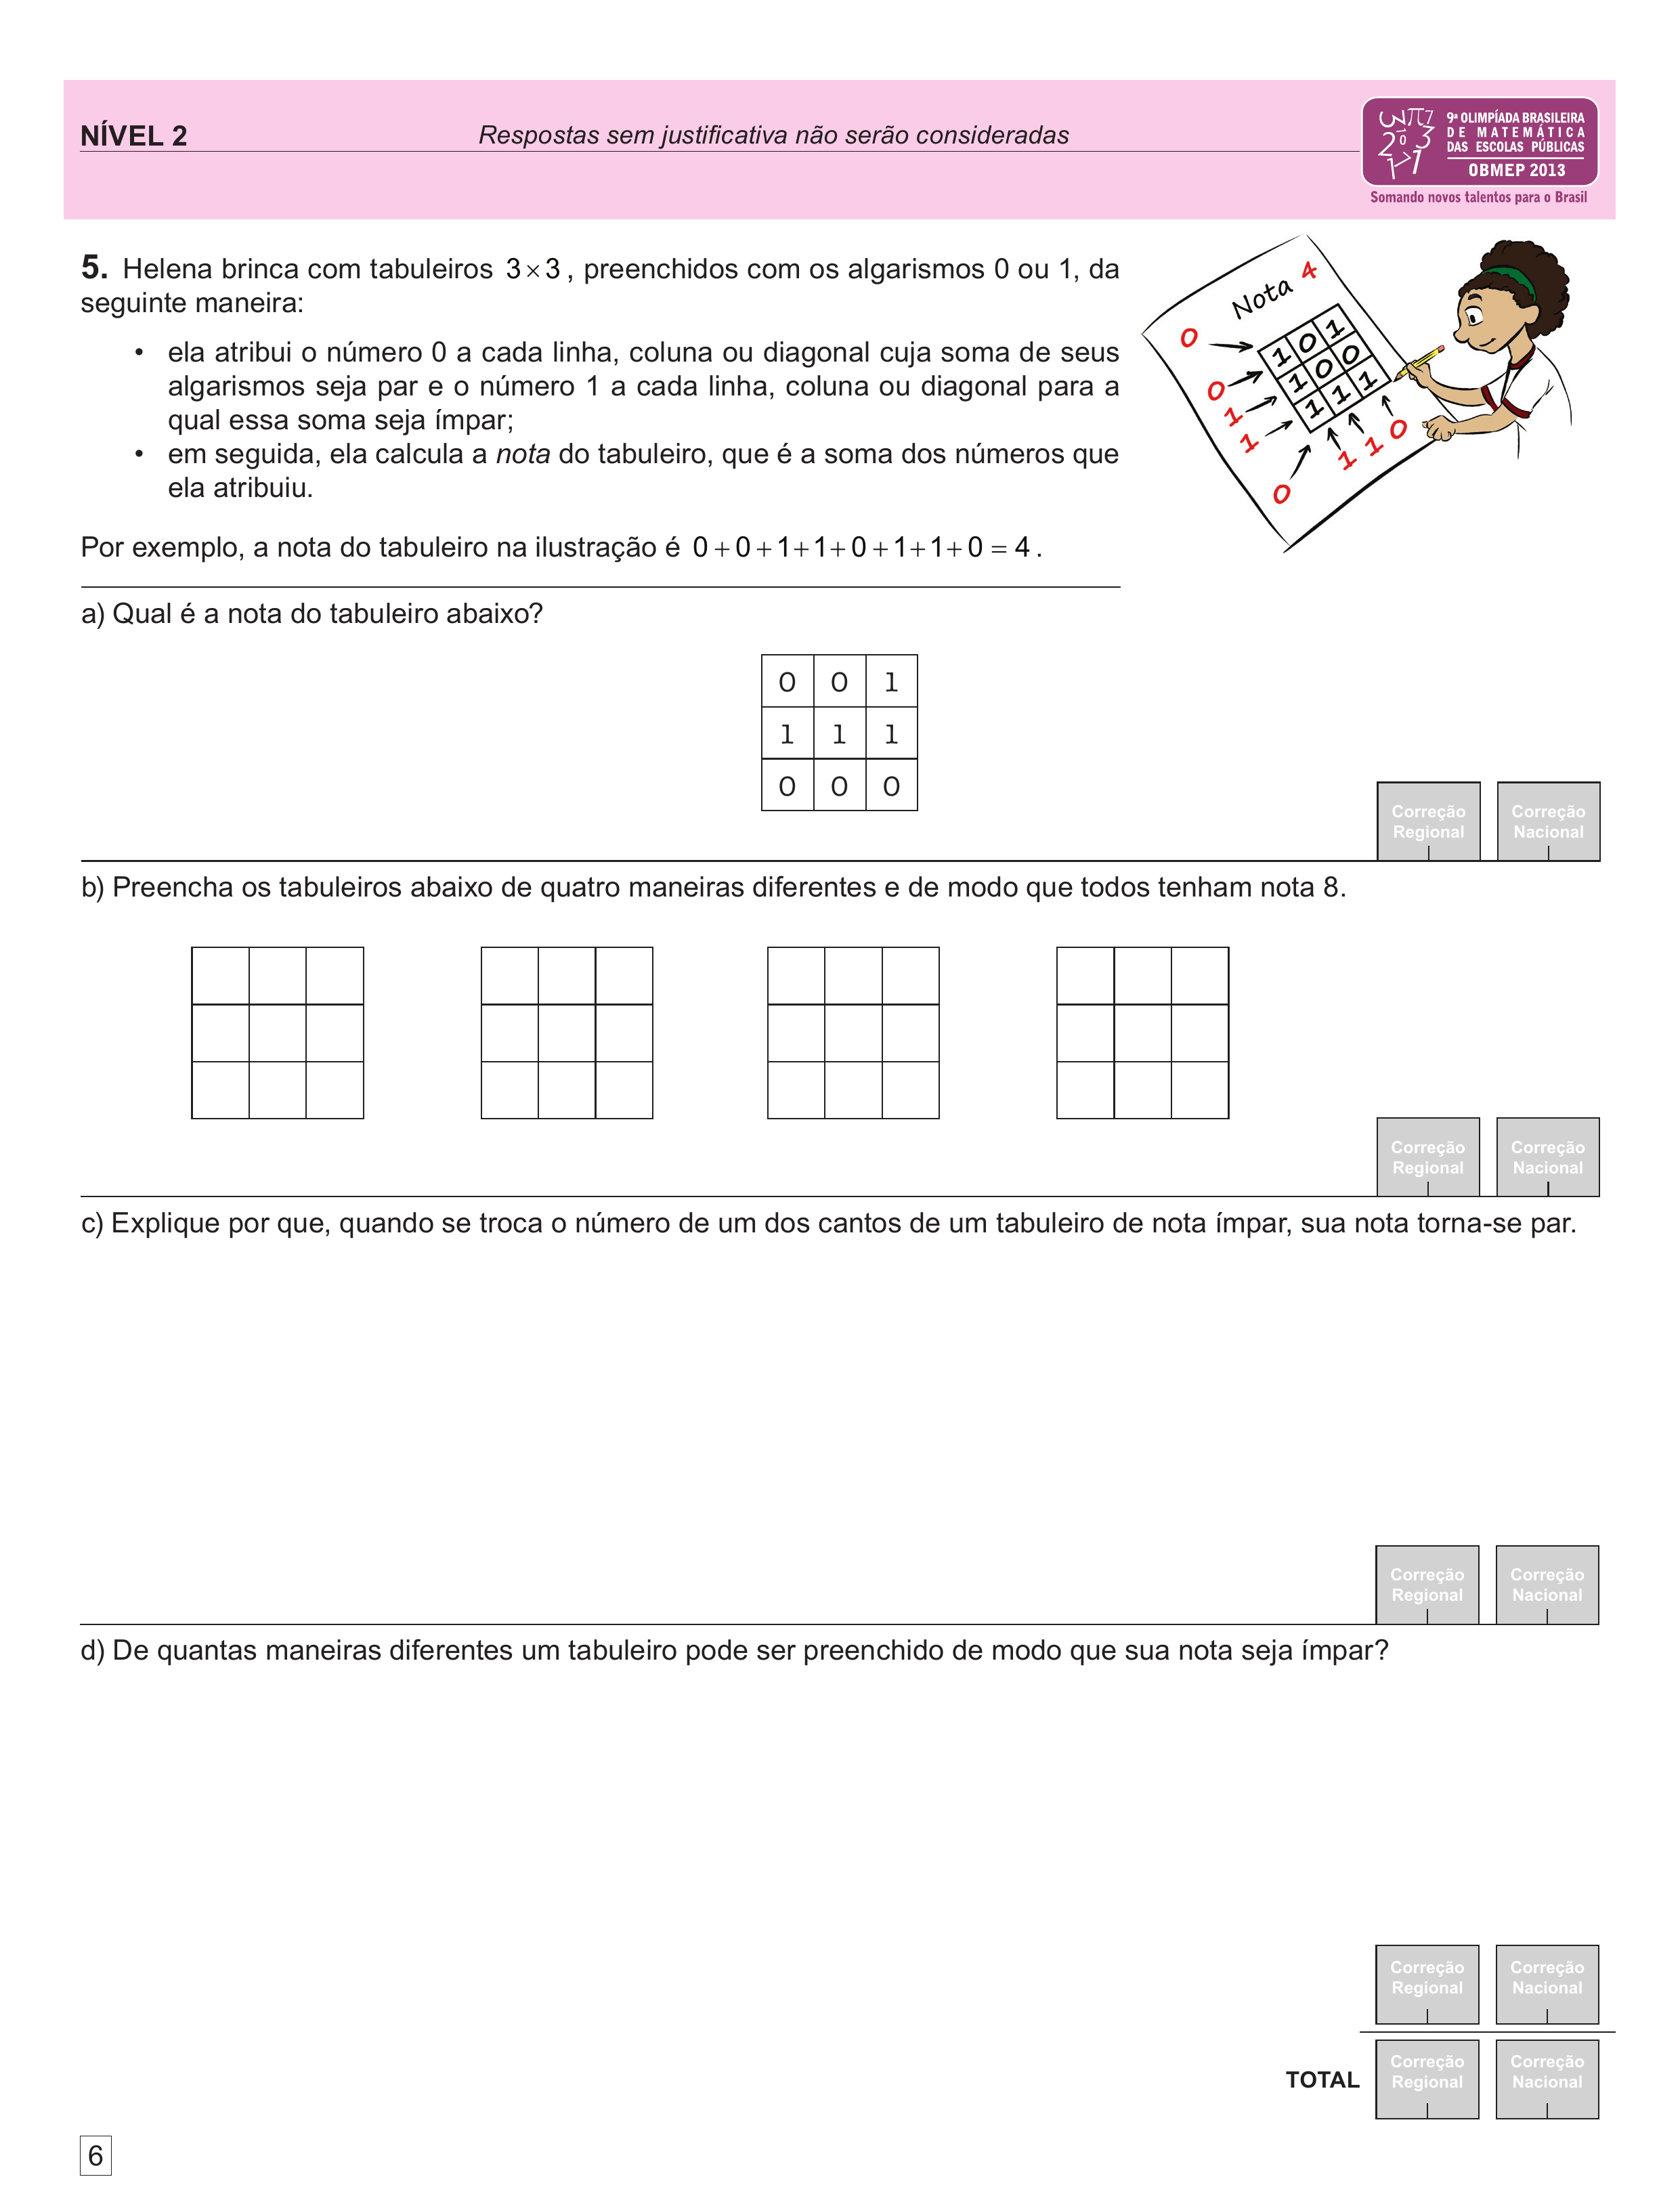 NÍVEL 2
Respostas sem justificativa não serão consideradas
9ª OLIMPÍADA BRASILEIRA
DE MATEMÁTICA
DAS ESCOLAS PÚBLICAS
OBMEP 2013
Somando novos talentos para o Brasil
5. Helena brinca com tabuleiros 3×3, preenchidos com os algarismos 0 ou 1, da
seguinte maneira:
• ela atribui o número 0 a cada linha, coluna ou diagonal cuja soma de seus
algarismos seja par e o número 1 a cada linha, coluna ou diagonal para a
qual essa soma seja ímpar;
• em seguida, ela calcula a nota do tabuleiro, que é a soma dos números que
ela atribuiu.
Por exemplo, a nota do tabuleiro na ilustração é 0+0+1+1+0+1+1+0=4.
Nota 4
0
0
1
1
0
1 1 0
1 0 1
1 0 0
1 1 1
a) Qual é a nota do tabuleiro abaixo?
0 0 1
1 1 1
0 0 0
Correção Regional
Correção Nacional
b) Preencha os tabuleiros abaixo de quatro maneiras diferentes e de modo que todos tenham nota 8.
Correção Regional
Correção Nacional
c) Explique por que, quando se troca o número de um dos cantos de um tabuleiro de nota ímpar, sua nota torna-se par.
Correção Regional
Correção Nacional
d) De quantas maneiras diferentes um tabuleiro pode ser preenchido de modo que sua nota seja ímpar?
Correção Regional
Correção Nacional
TOTAL
Correção Regional
Correção Nacional
6